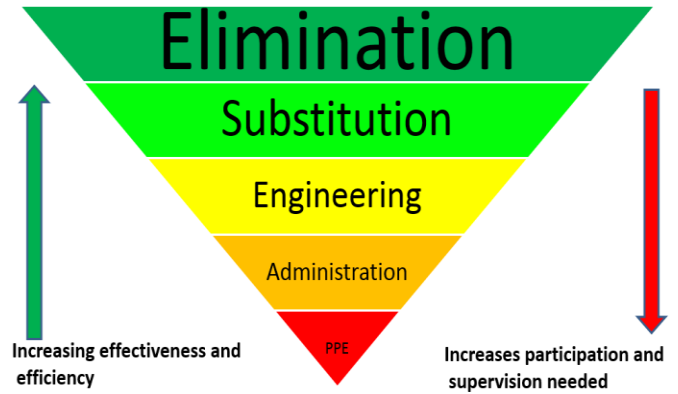 Elimination
Substitution
Engineering
Administration
PPE
Increasing effectiveness and
efficiency
Increases participation and
supervision needed